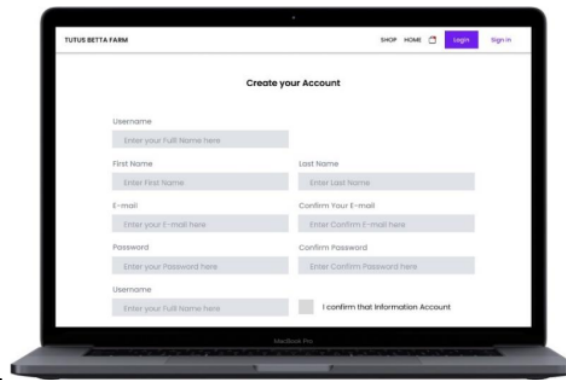 TUTUS BETTA FARM SHOP HOME Login Sign in
Create your Account
Username
Enter your Fulll Name here
First Name Last Name
Enter First Name Enter Last Name
E-mail Confirm Your E-mail
Enter your E-mail here Enter Confirm E-mail here
Password Confirm Password
Enter your Password here Enter Confirm Password here
Username
Enter your Fulll Name here I confirm that Information Account
MacBook Pro